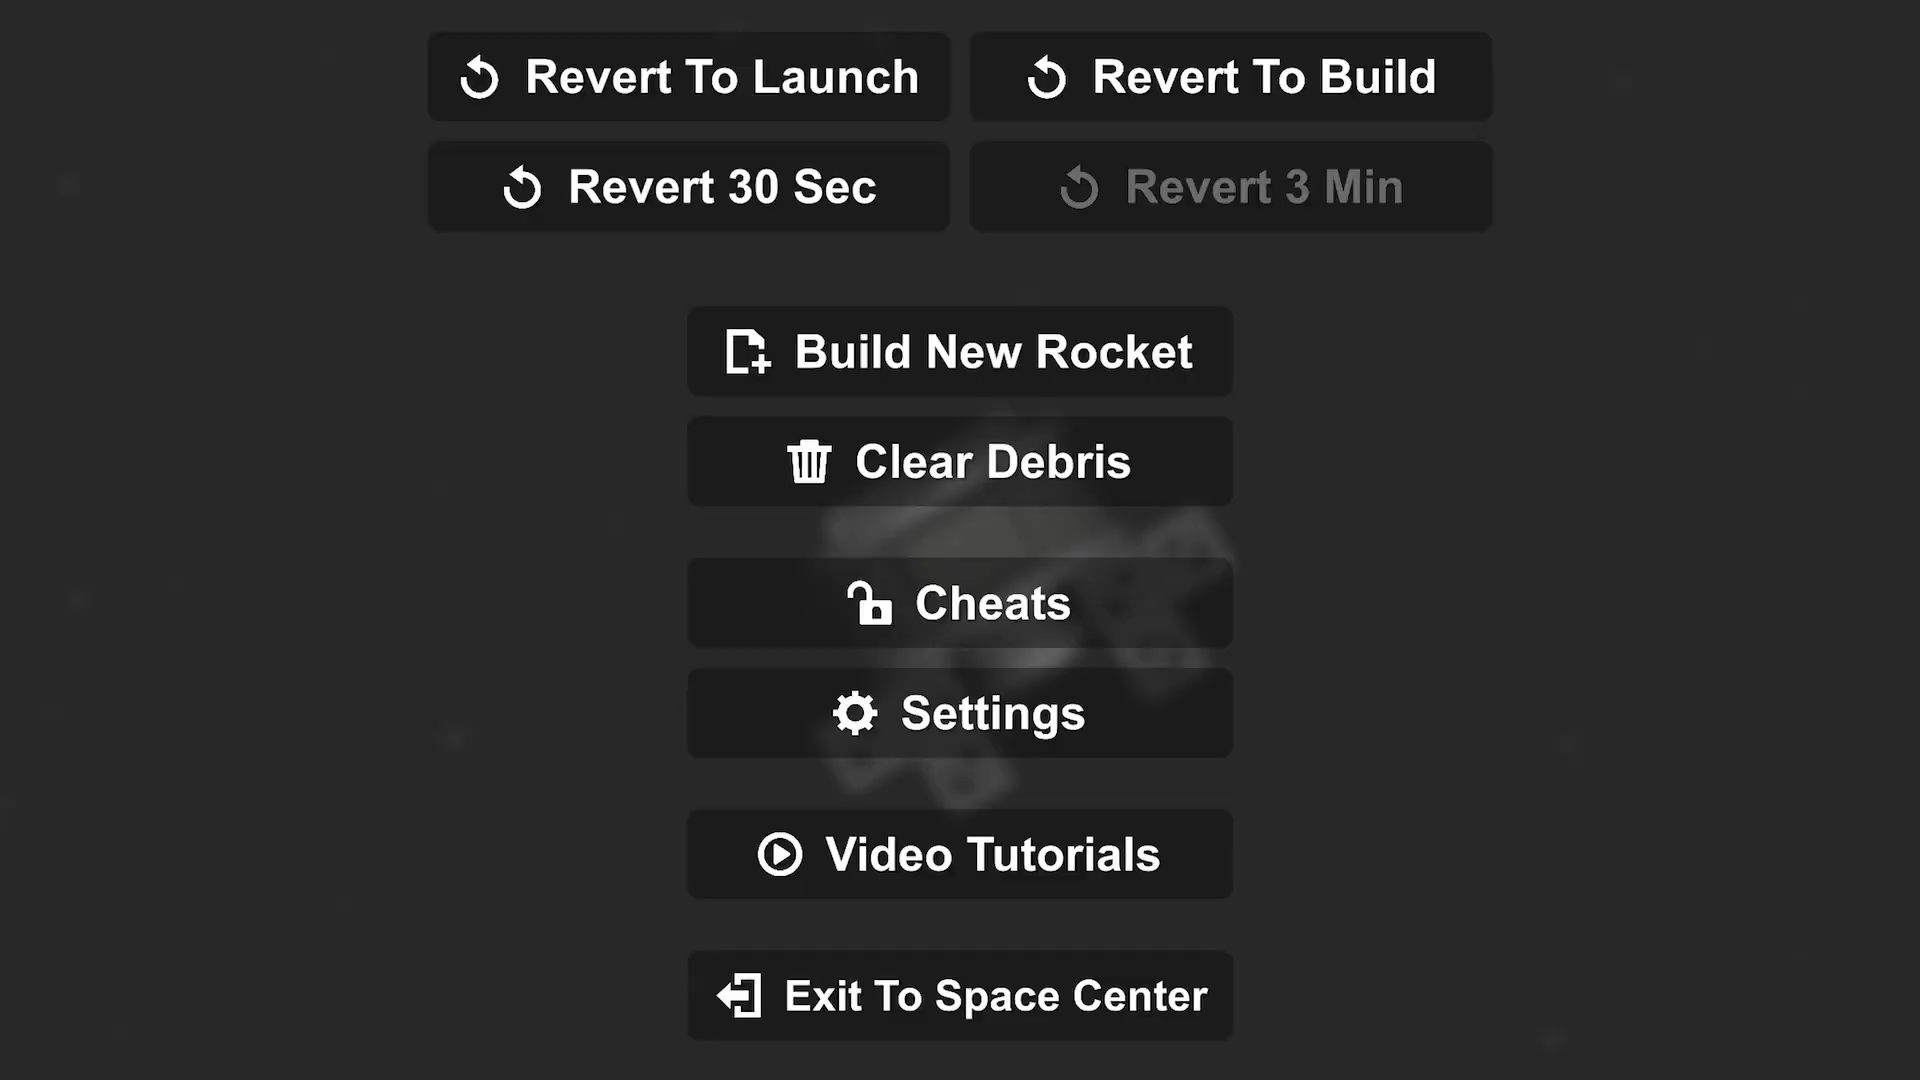 Revert To Launch
Revert To Build
Revert 30 Sec
Revert 3 Min
Build New Rocket
Clear Debris
Cheats
Settings
Video Tutorials
Exit To Space Center